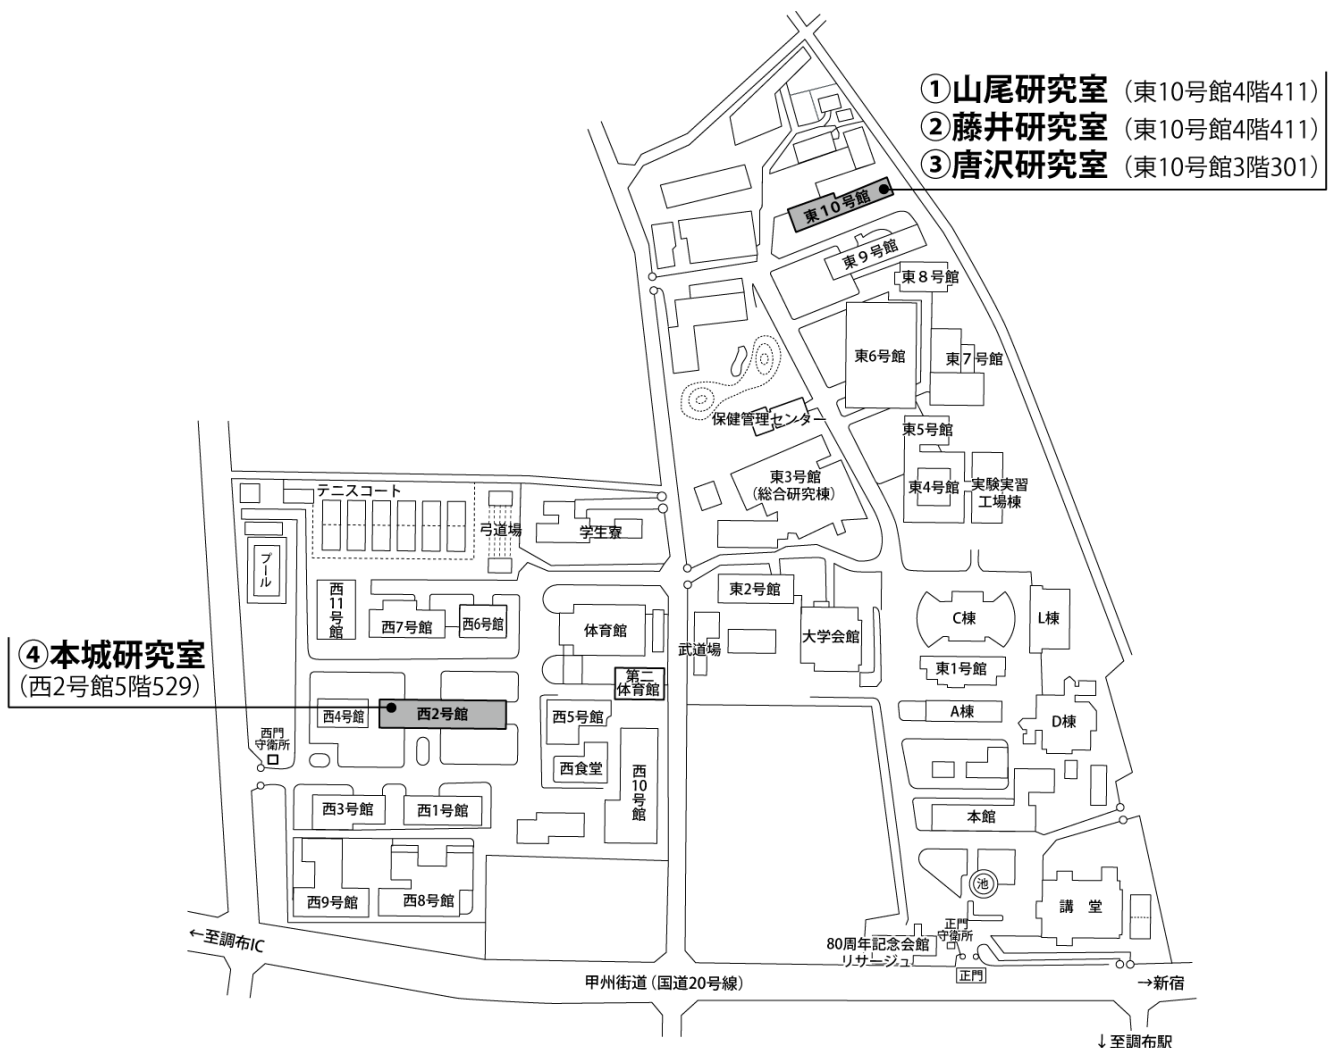 ①山尾研究室（東10号館4階411）
②藤井研究室（東10号館4階411）
③唐沢研究室（東10号館3階301）
東10号館
東9号館
東8号館
東6号館
東7号館
保健管理センター
東5号館
東3号館
（総合研究棟）
東4号館
実験実習
工場棟
テニスコート
弓道場
学生寮
プール
西11号館
西7号館
西6号館
体育館
東2号館
武道場
大学会館
C棟
L棟
東1号館
④本城研究室
（西2号館5階529）
第二
体育館
西4号館
西2号館
西5号館
A棟
D棟
西門
守衛所
西食堂
西10号館
西3号館
西1号館
本館
池
西9号館
西8号館
講 堂
正門
守衛所
80周年記念会館
リサージュ
正門
←至調布IC
甲州街道（国道20号線）
→新宿
↓至調布駅